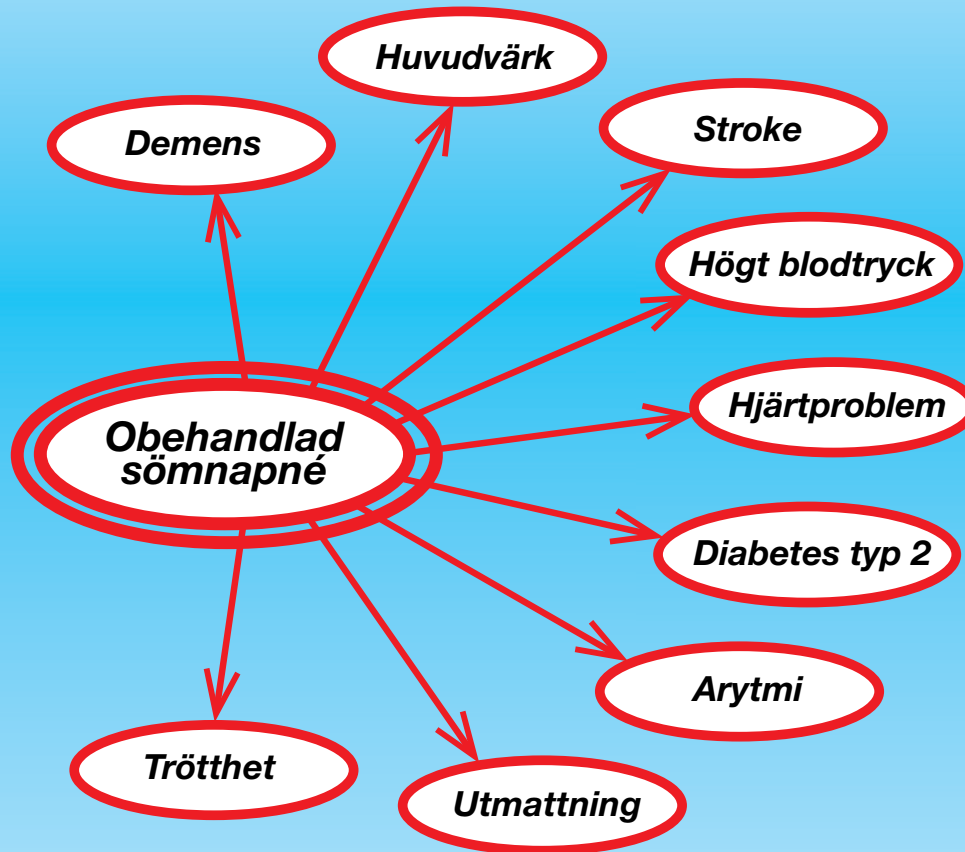 Huvudvärk
Demens
Stroke
Högt blodtryck
Hjärtproblem
Obehandlad
sömnapné
Diabetes typ 2
Arytmi
Trötthet
Utmattning